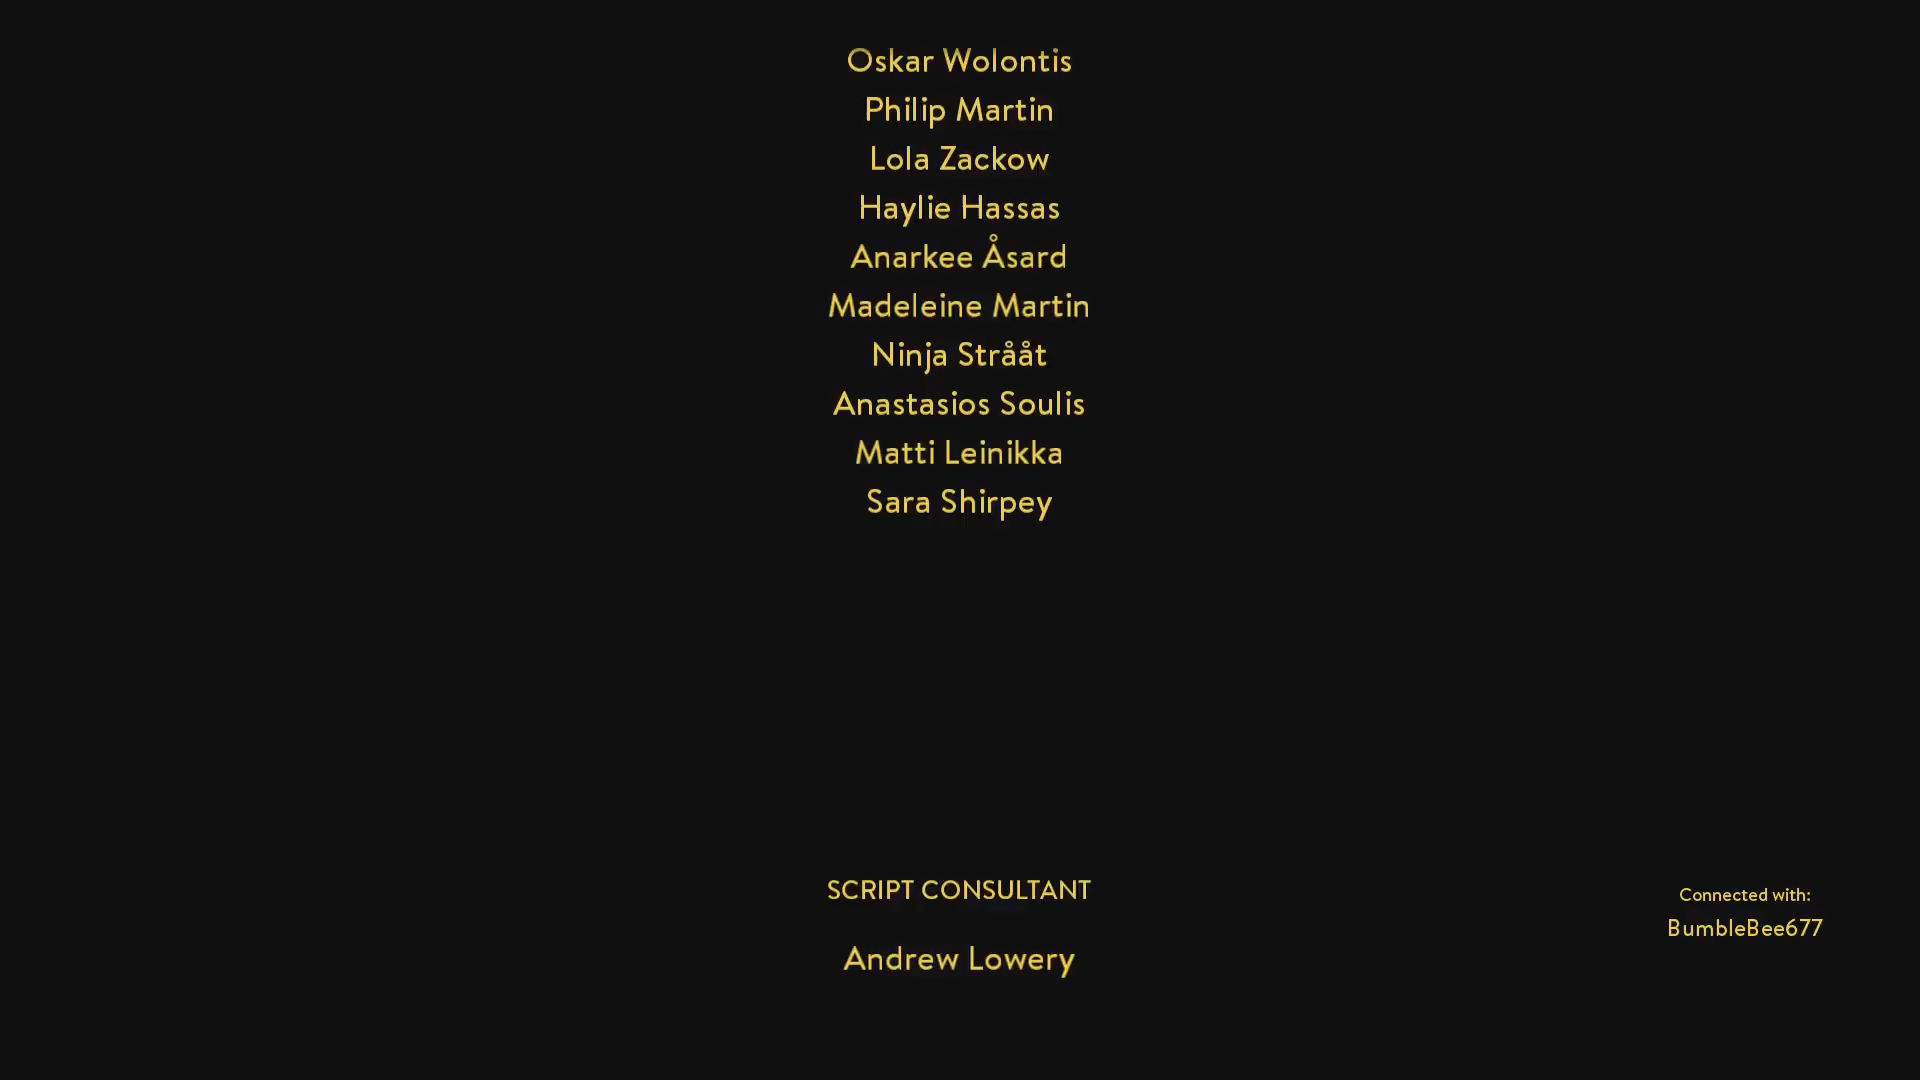 Oskar Wolontis
Philip Martin
Lola Zackow
Haylie Hassas
Anarkee Åsard
Madeleine Martin
Ninja Strååt
Anastasios Soulis
Matti Leinikka
Sara Shirpey
SCRIPT CONSULTANT
Andrew Lowery
Connected with:
BumbleBee677